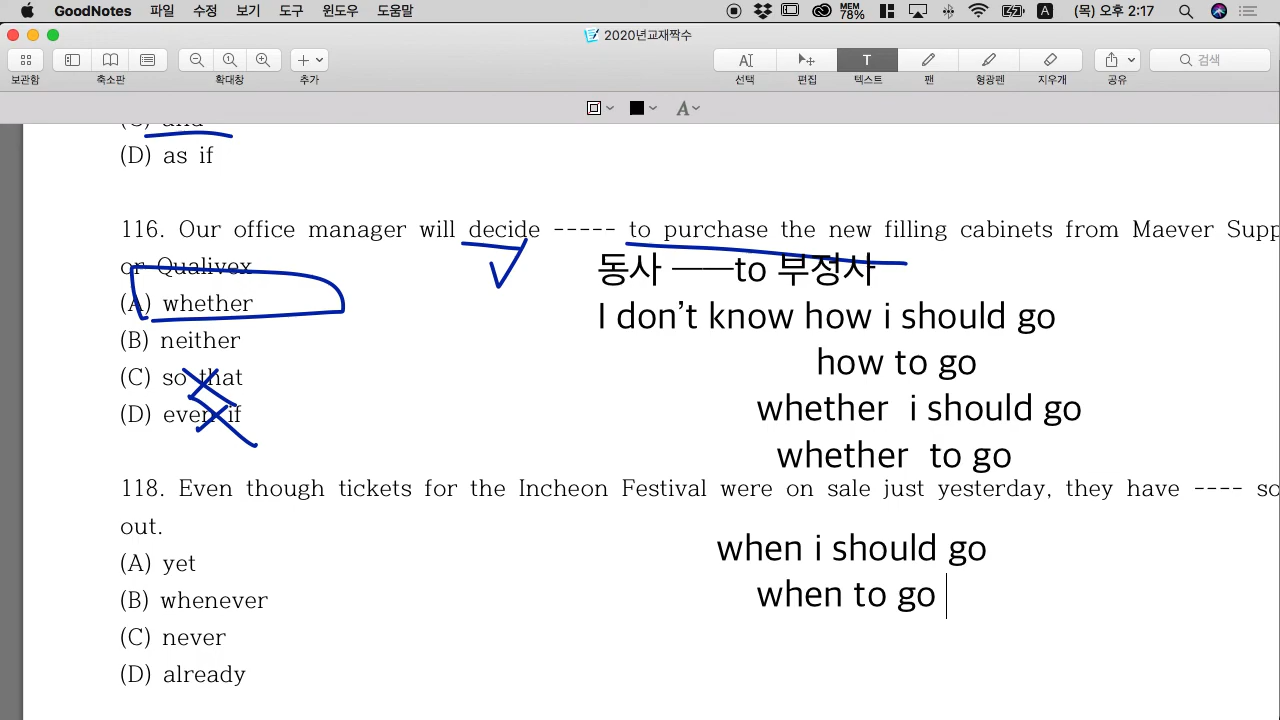 GoodNotes 파일 수정 보기 도구 윈도우 도움말 MEM 78% A (목) 오후 2:17
2020년교재짝수
AI T 검색
보관함 축소판 확대창 추가 선택 편집 텍스트 펜 형광펜 지우개 공유
A
(C) and
(D) as if
116. Our office manager will decide ----- to purchase the new filling cabinets from Maever Supp
or Qualivex
동사 ——to 부정사
(A) whether
I don't know how i should go
(B) neither
how to go
(C) so that
whether i should go
(D) even if
whether to go
118. Even though tickets for the Incheon Festival were on sale just yesterday, they have ---- so
out.
when i should go
(A) yet
when to go
(B) whenever
(C) never
(D) already